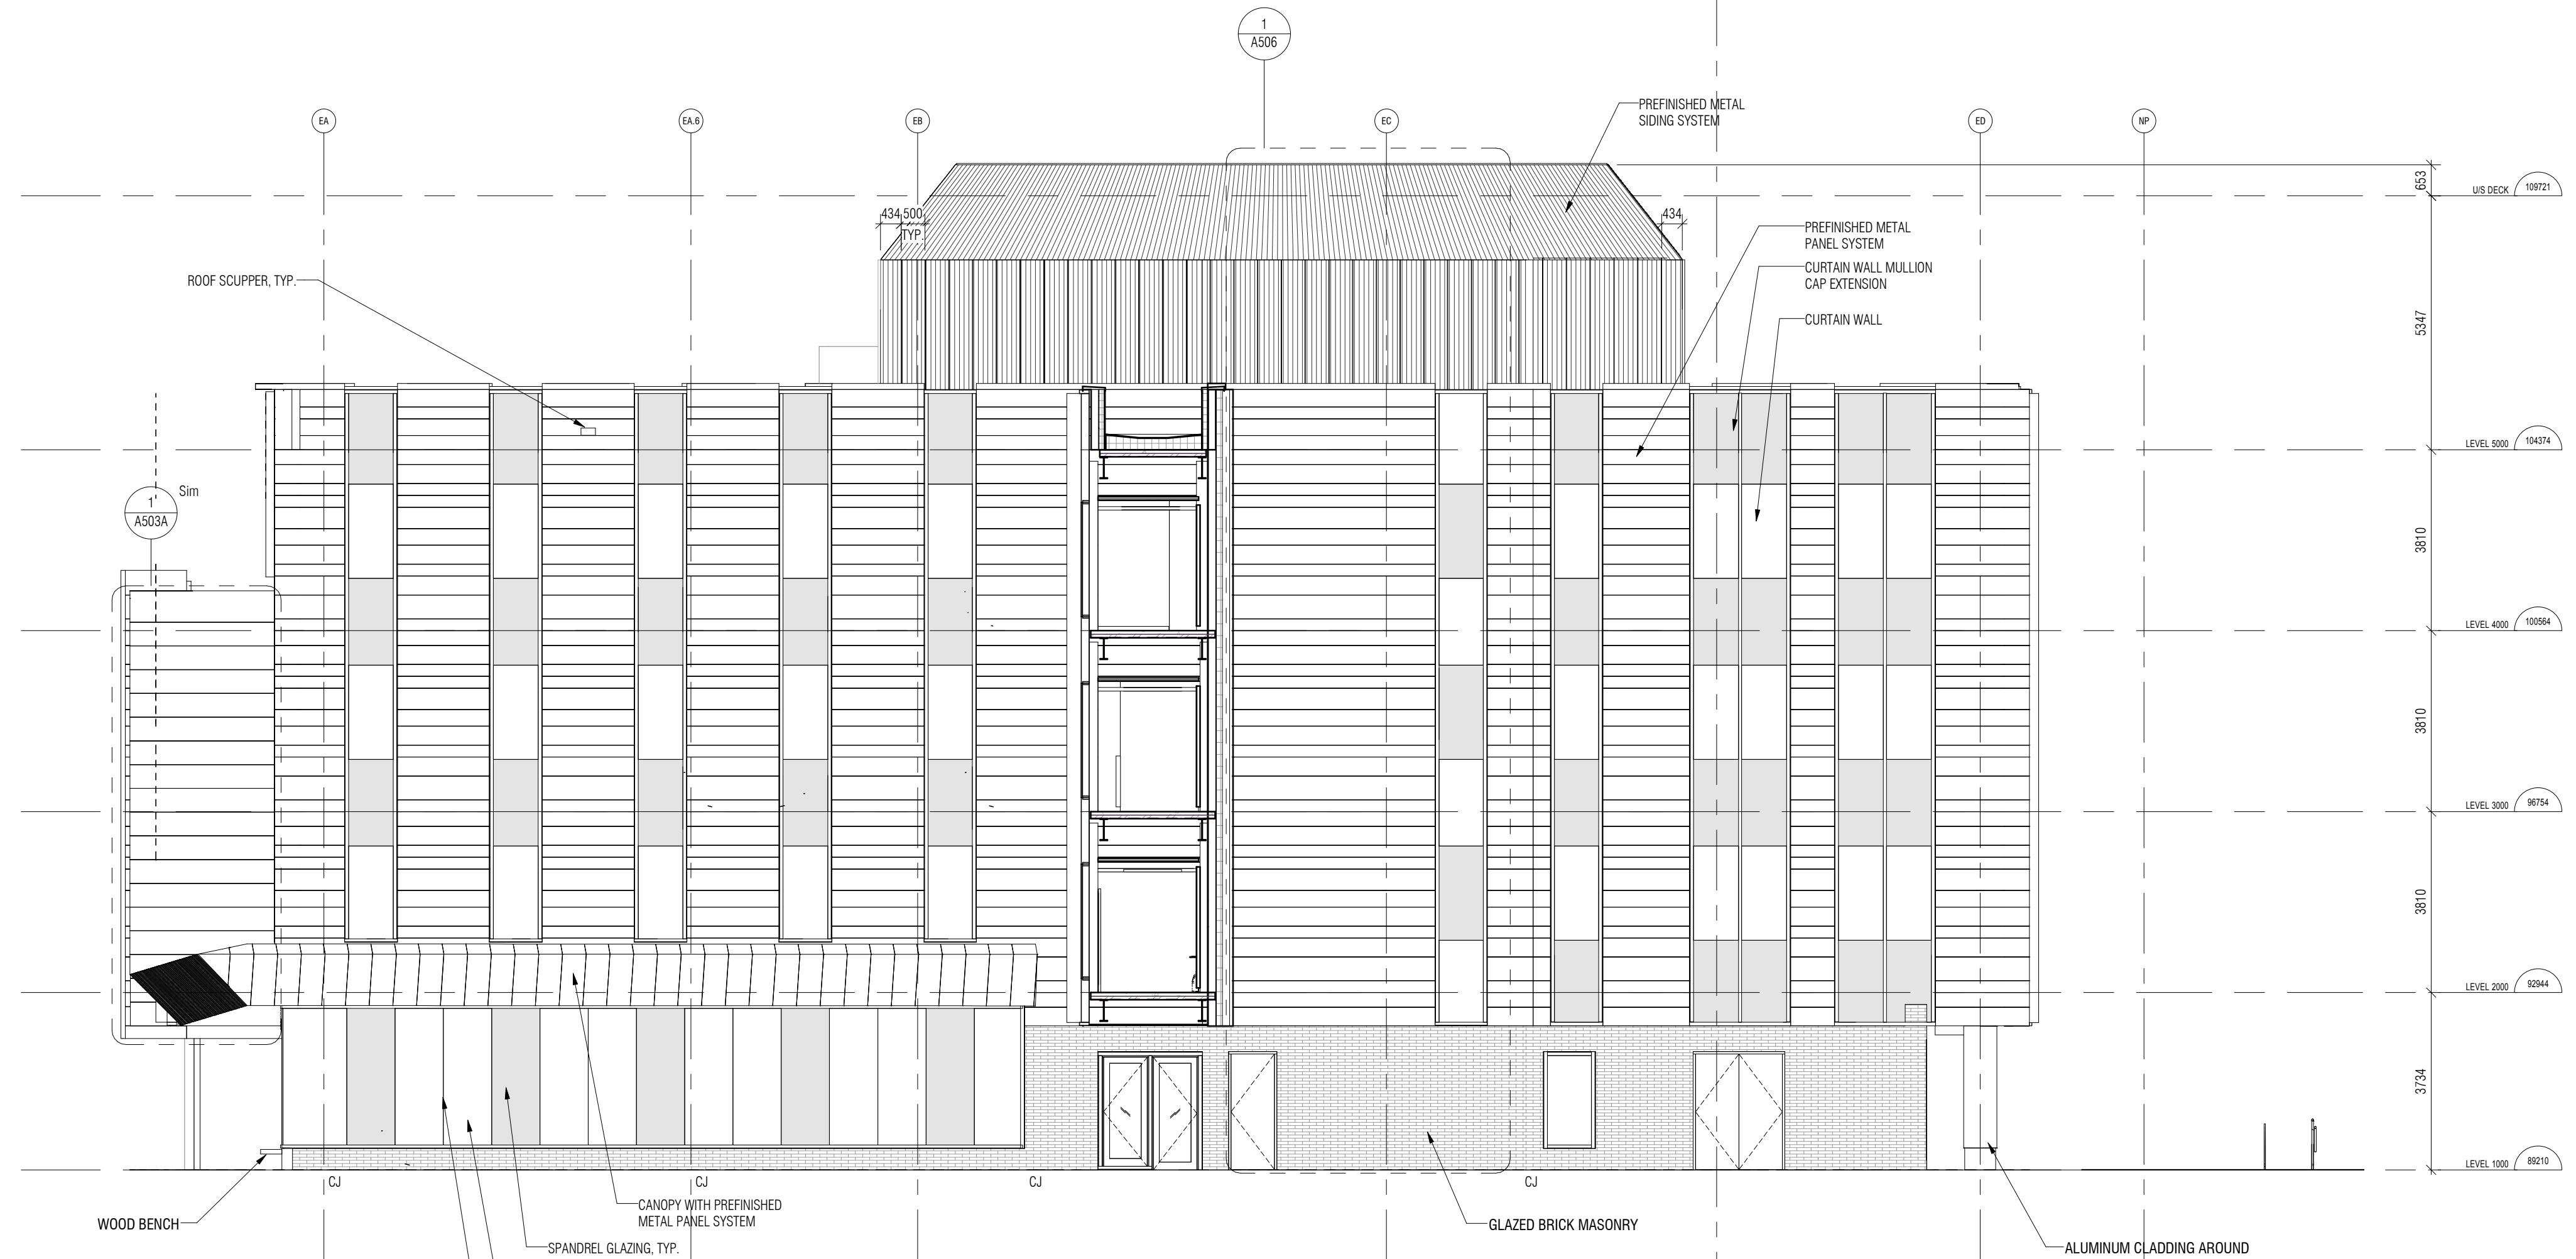 1
A506
EA
EA.6
EB
EC
ED
NP
PREFINISHED METAL
SIDING SYSTEM
653
U/S DECK
109721
434
500
TYP.
434
PREFINISHED METAL
PANEL SYSTEM
CURTAIN WALL MULLION
CAP EXTENSION
CURTAIN WALL
ROOF SCUPPER, TYP.
5347
LEVEL 5000
104374
1
A503A
Sim
3810
LEVEL 4000
100564
3810
LEVEL 3000
96754
3810
LEVEL 2000
92944
3734
LEVEL 1000
89210
CJ
CJ
CJ
CJ
WOOD BENCH
CANOPY WITH PREFINISHED
METAL PANEL SYSTEM
SPANDREL GLAZING, TYP.
GLAZED BRICK MASONRY
ALUMINUM CLADDING AROUND